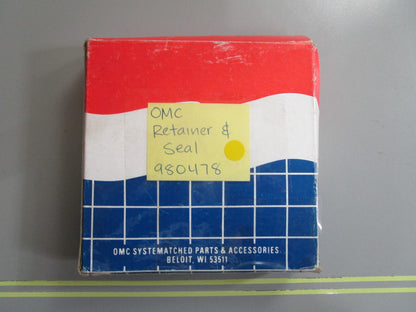 OMC
Retainer &
Seal
980478
OMC SYSTEMATCHED PARTS & ACCESSORIES
BELOIT, WI 53511